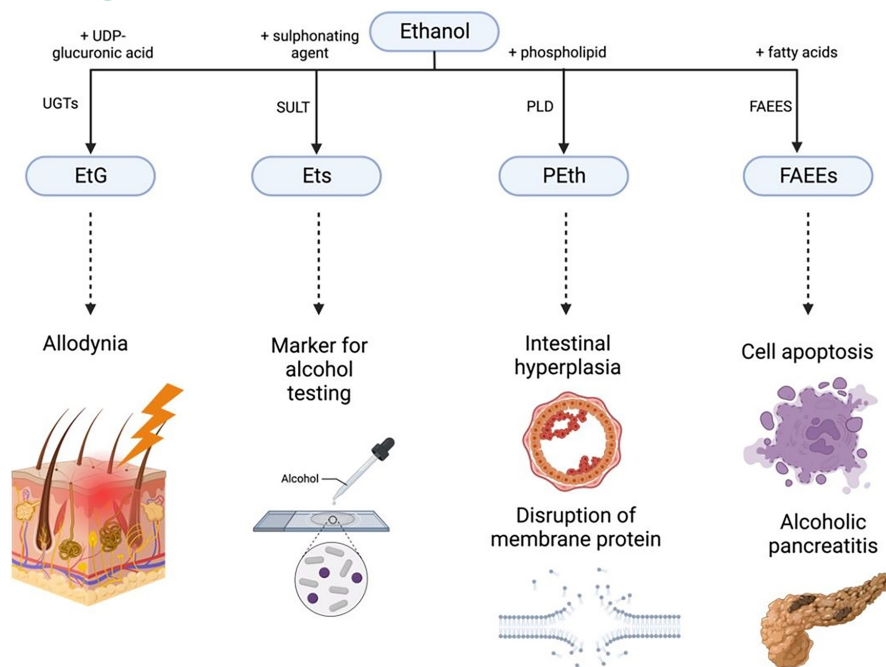 Ethanol
+ UDP-
glucuronic acid
+ sulphonating
agent
+ phospholipid
+ fatty acids
UGTs
SULT
PLD
FAEES
EtG
Ets
PEth
FAEEs
Allodynia
Marker for
alcohol
testing
Intestinal
hyperplasia
Cell apoptosis
Alcohol
Disruption of
membrane protein
Alcoholic
pancreatitis